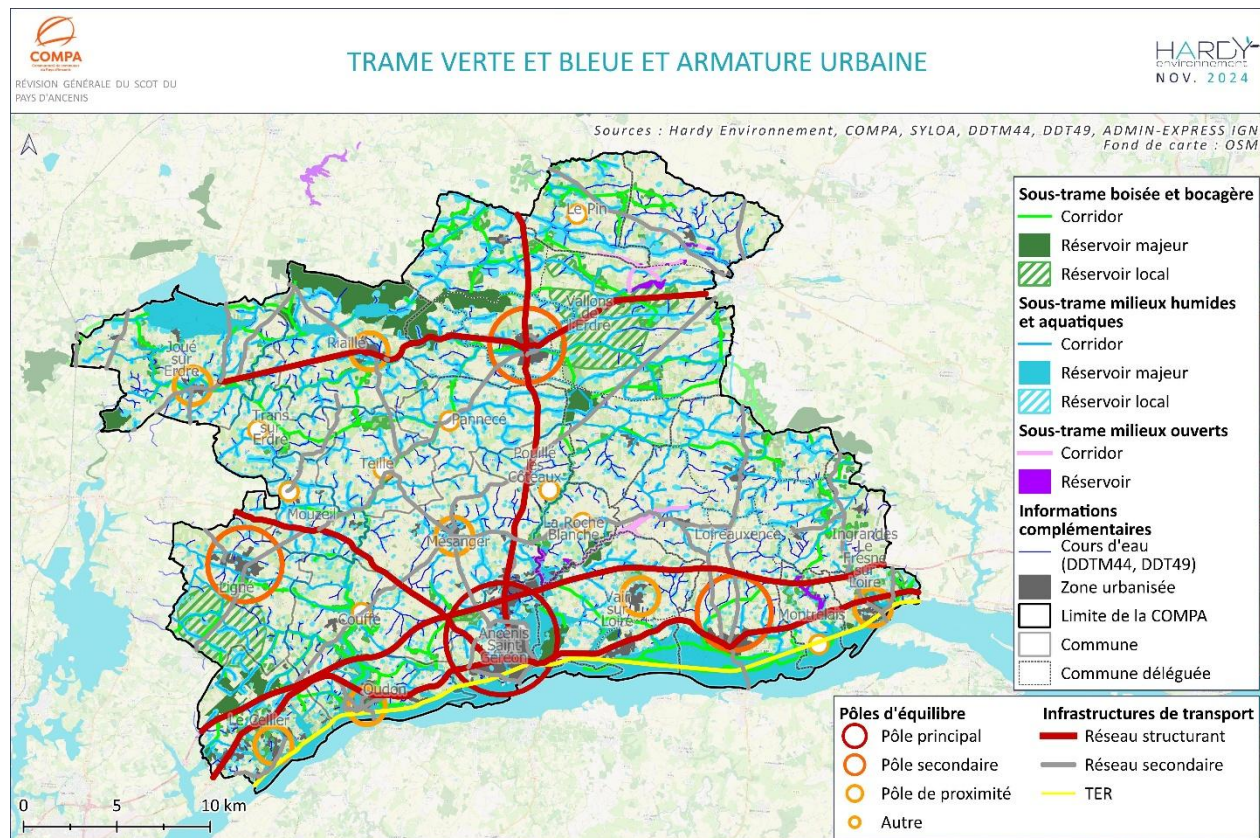 COMPA
RÉVISION GÉNÉRALE DU SCOT DU
PAYS D'ANCENIS
TRAME VERTE ET BLEUE ET ARMATURE URBAINE
HARDY
environnement
NOV. 2024
Sources : Hardy Environnement, COMPA, SYLOA, DDTM44, DDT49, ADMIN-EXPRESS IGN
Fond de carte : OSM
Le Pin
Vallons
de
l'Erdre
Riaillé
Joué
sur
Erdre
Trans
sur
Erdre
Pannecé
Teillé
Pouillé
les
Côteaux
Mouzeil
Mésanger
La Roche
Blanche
Loireauxence
Ingrandes
Le Fresne
sur
Loire
Ligné
Couffé
Vair
sur
Loire
Montrelais
Ancenis
Saint
Géréon
Oudon
Le Cellier
Sous-trame boisée et bocagère
Corridor
Réservoir majeur
Réservoir local
Sous-trame milieux humides
et aquatiques
Corridor
Réservoir majeur
Réservoir local
Sous-trame milieux ouverts
Corridor
Réservoir
Informations
complémentaires
Cours d'eau
(DDTM44, DDT49)
Zone urbanisée
Limite de la COMPA
Commune
Commune déléguée
Pôles d'équilibre
Pôle principal
Pôle secondaire
Pôle de proximité
Autre
Infrastructures de transport
Réseau structurant
Réseau secondaire
TER
0 5 10 km